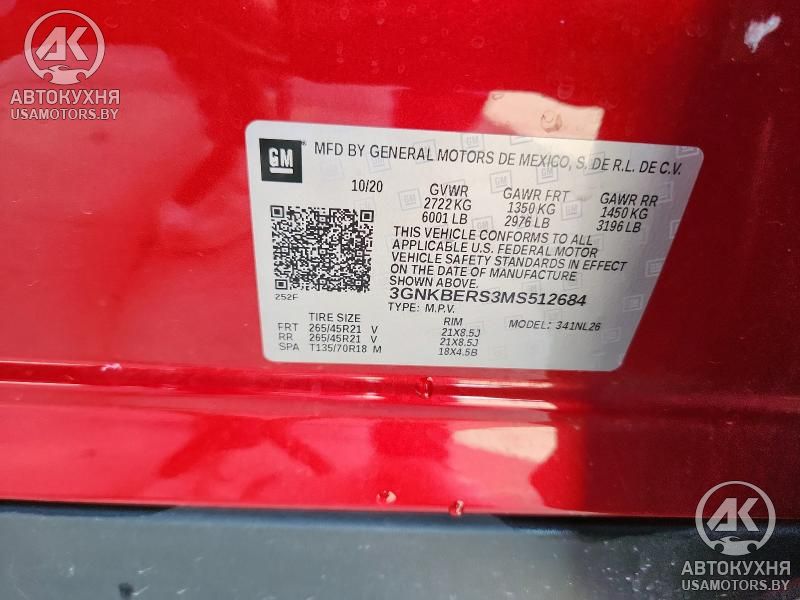 AK
АВТОКУХНЯ
USAMOTORS.BY
GM ® MFD BY GENERAL MOTORS DE MEXICO, S. DE R.L. DE C.V.
10/20 GVWR GAWR FRT GAWR RR
2722 KG 1350 KG 1450 KG
6001 LB 2976 LB 3196 LB
THIS VEHICLE CONFORMS TO ALL
APPLICABLE U.S. FEDERAL MOTOR
VEHICLE SAFETY STANDARDS IN EFFECT
ON THE DATE OF MANUFACTURE
SHOWN ABOVE.
252F 3GNKBERS3MS512684
TYPE: M.P.V. MODEL: 341NL26
TIRE SIZE RIM
FRT 265/45R21 V 21X8.5J
RR 265/45R21 V 21X8.5J
SPA T135/70R18 M 18X4.5B
AK
АВТОКУХНЯ
USAMOTORS.BY